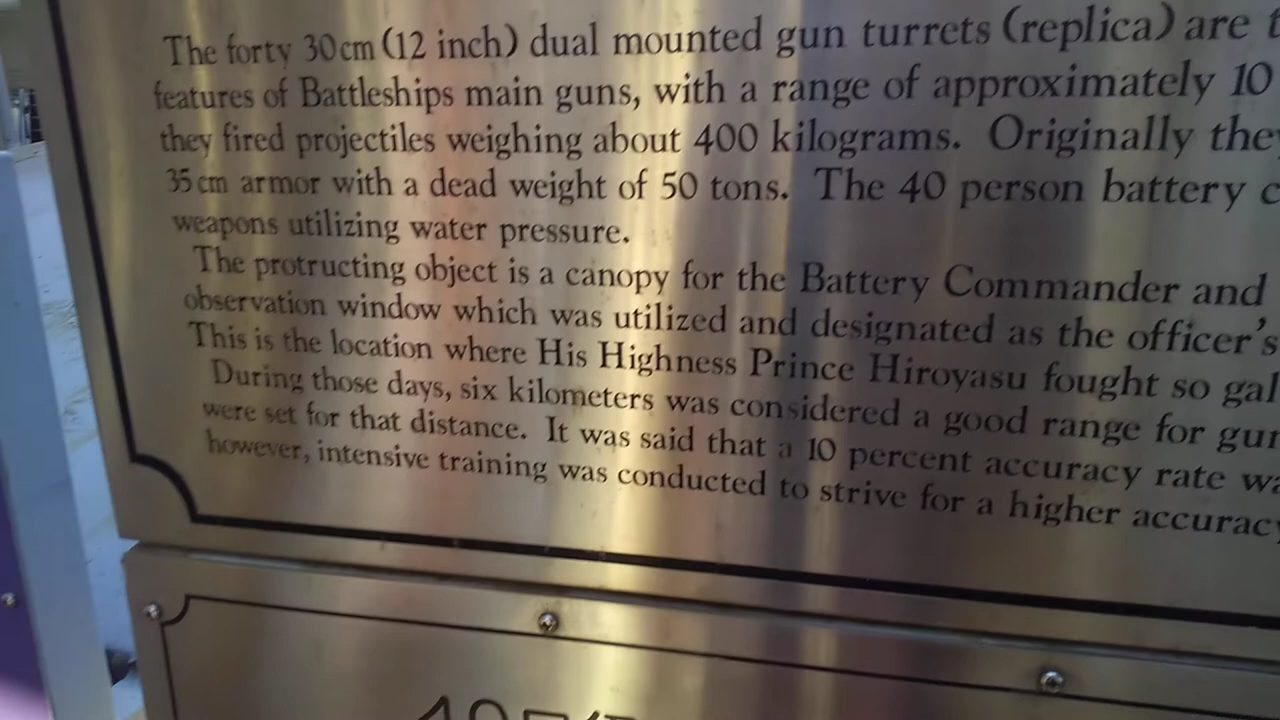 The forty 30cm (12 inch) dual mounted gun turrets (replica) are
features of Battleships main guns, with a range of approximately 10
they fired projectiles weighing about 400 kilograms. Originally they
35cm armor with a dead weight of 50 tons. The 40 person battery
weapons utilizing water pressure.
The protructing object is a canopy for the Battery Commander and
observation window which was utilized and designated as the officer's
This is the location where His Highness Prince Hiroyasu fought so gal
During those days, six kilometers was considered a good range for gun
were set for that distance. It was said that a 10 percent accuracy rate wa
however, intensive training was conducted to strive for a higher accuracy